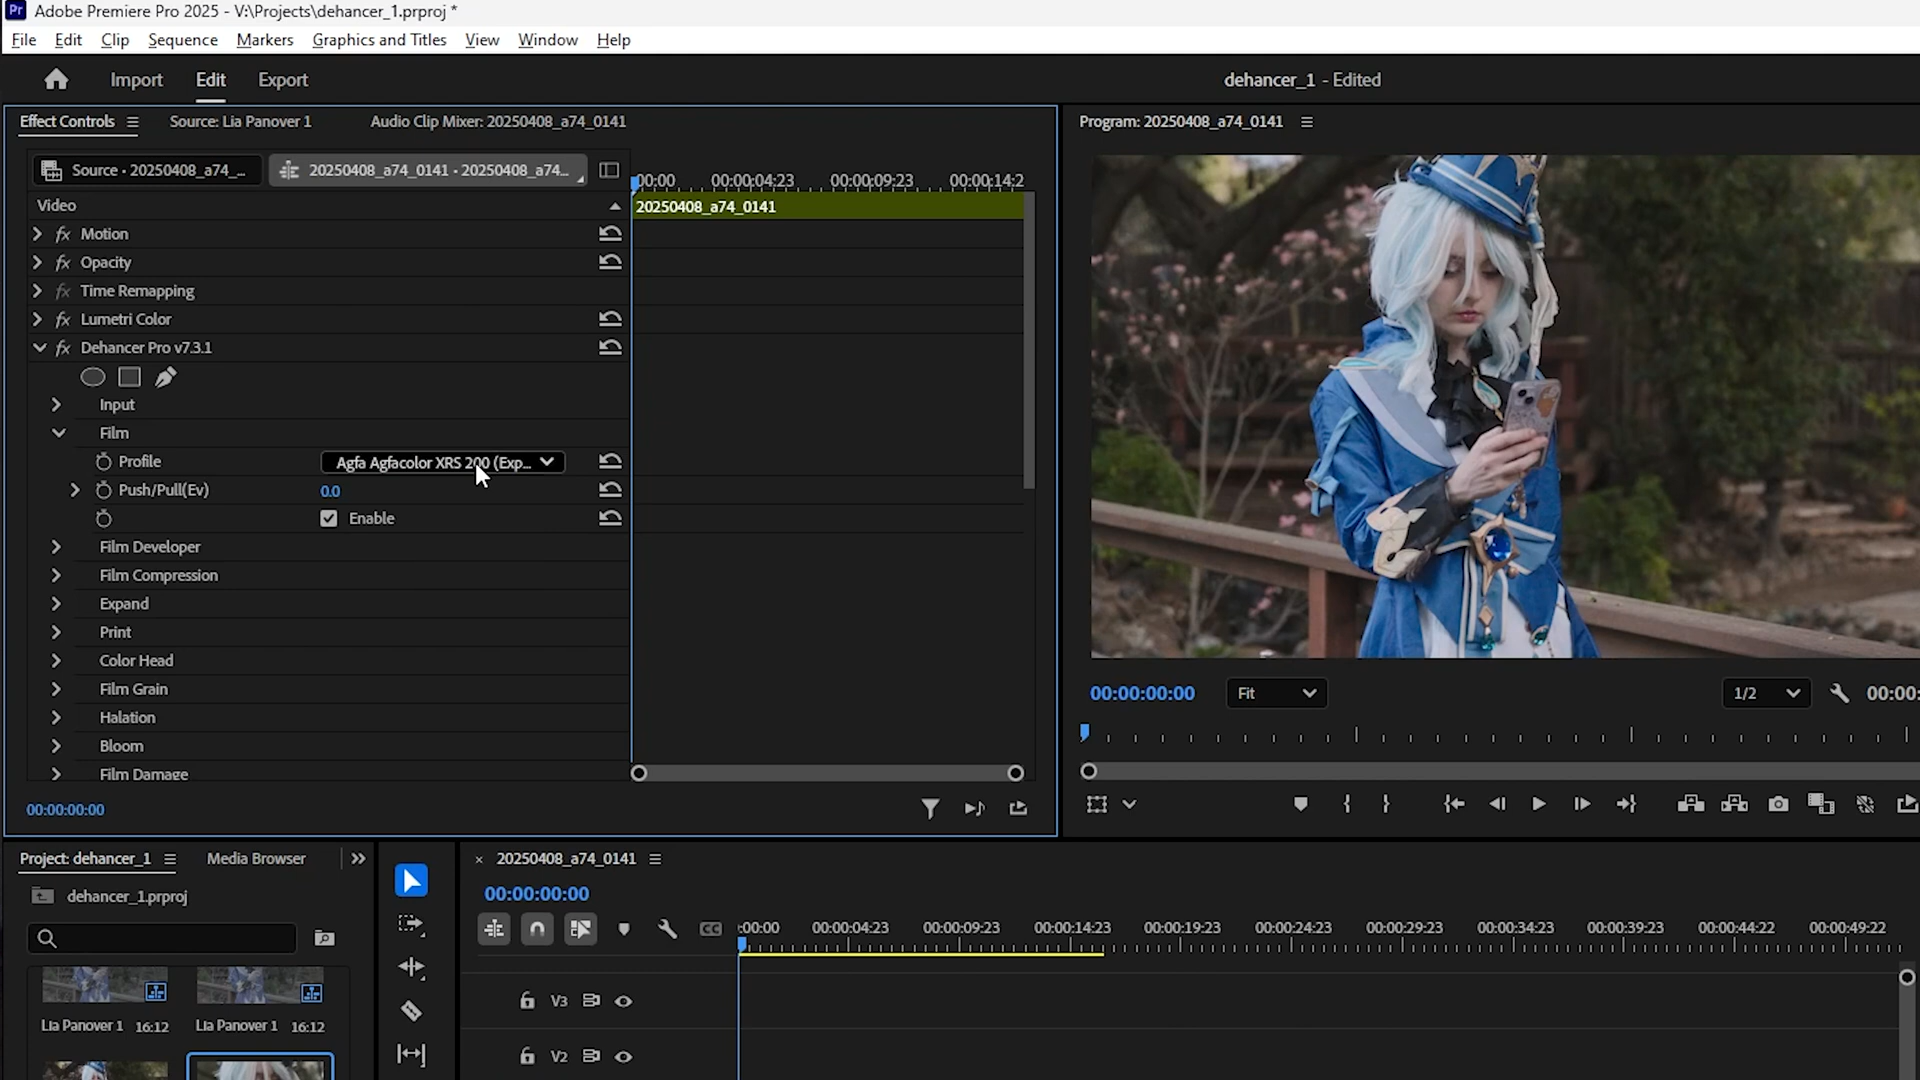 Pr Adobe Premiere Pro 2025 - V:\Projects\dehancer_1.prproj *
File Edit Clip Sequence Markers Graphics and Titles View Window Help
Import Edit Export dehancer_1 - Edited
Effect Controls Source: Lia Panover 1 Audio Clip Mixer: 20250408_a74_0141
Program: 20250408_a74_0141
Source • 20250408_a74_... 20250408_a74_0141 • 20250408_a74...
:00:00 00:00:04:23 00:00:09:23 00:00:14:2
Video
20250408_a74_0141
fx Motion
fx Opacity
fx Time Remapping
fx Lumetri Color
fx Dehancer Pro v7.3.1
Input
Film
Profile Agfa Agfacolor XRS 200 (Exp...
Push/Pull(Ev) 0.0
Enable
Film Developer
Film Compression
Expand
Print
Color Head
Film Grain
Halation
Bloom
Film Damage
00:00:00:00
00:00:00:00 Fit 1/2 00:00:
Project: dehancer_1 Media Browser
dehancer_1.prproj
Lia Panover 1 16:12 Lia Panover 1 16:12
× 20250408_a74_0141
00:00:00:00
CC
:00:00 00:00:04:23 00:00:09:23 00:00:14:23 00:00:19:23 00:00:24:23 00:00:29:23 00:00:34:23 00:00:39:23 00:00:44:22 00:00:49:22
V3
V2